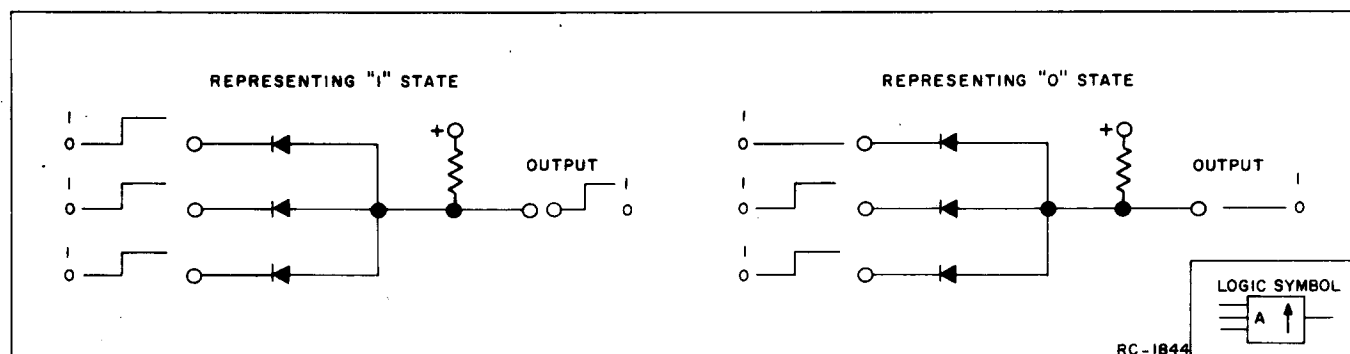 REPRESENTING "1" STATE
1
0
1
0
1
0
+
OUTPUT
1
0
REPRESENTING "0" STATE
1
0
1
0
1
0
+
OUTPUT
1
0
LOGIC SYMBOL
A
RC-1844